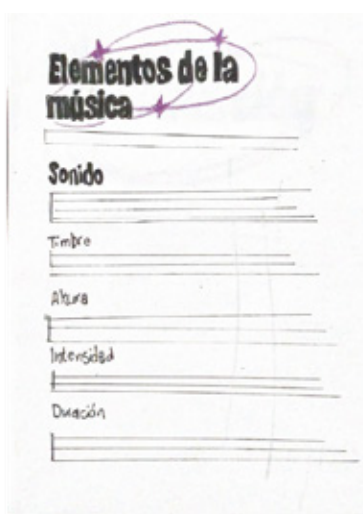 Elementos de la
música
Sonido
Timbre
Altura
Intensidad
Duración